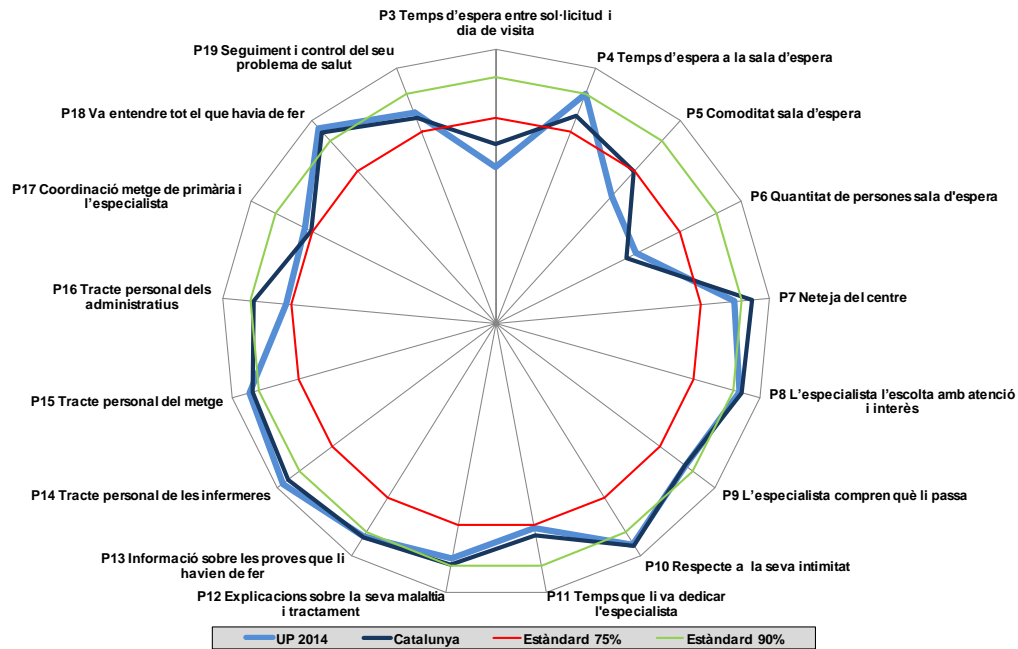 P3 Temps d'espera entre sol·licitud i
dia de visita
P4 Temps d'espera a la sala d'espera
P5 Comoditat sala d'espera
P6 Quantitat de persones sala d'espera
P7 Neteja del centre
P8 L'especialista l'escolta amb atenció
i interès
P9 L'especialista compren què li passa
P10 Respecte a la seva intimitat
P11 Temps que li va dedicar
l'especialista
P12 Explicacions sobre la seva malaltia
i tractament
P13 Informació sobre les proves que li
havien de fer
P14 Tracte personal de les infermeres
P15 Tracte personal del metge
P16 Tracte personal dels
administratius
P17 Coordinació metge de primària i
l'especialista
P18 Va entendre tot el que havia de fer
P19 Seguiment i control del seu
problema de salut
UP 2014
Catalunya
Estàndard 75%
Estàndard 90%